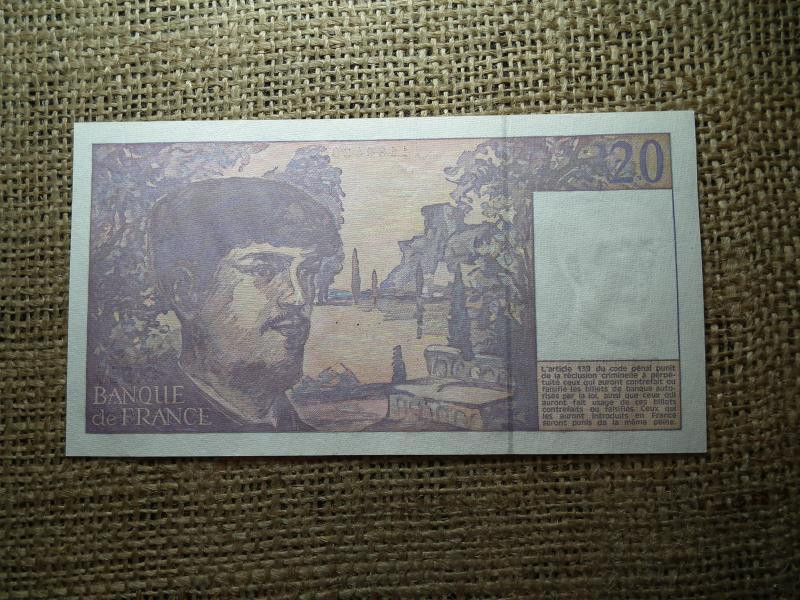 20
BANQUE
de FRANCE
L'article 139 du code pénal punit
de la réclusion criminelle à perpé-
tuité ceux qui auront contrefait ou
falsifié les billets de banque auto-
risés par la loi, ainsi que ceux qui
auront fait usage de ces billets
contrefaits ou falsifiés. Ceux qui
les auront introduits en France
seront punis de la même peine.